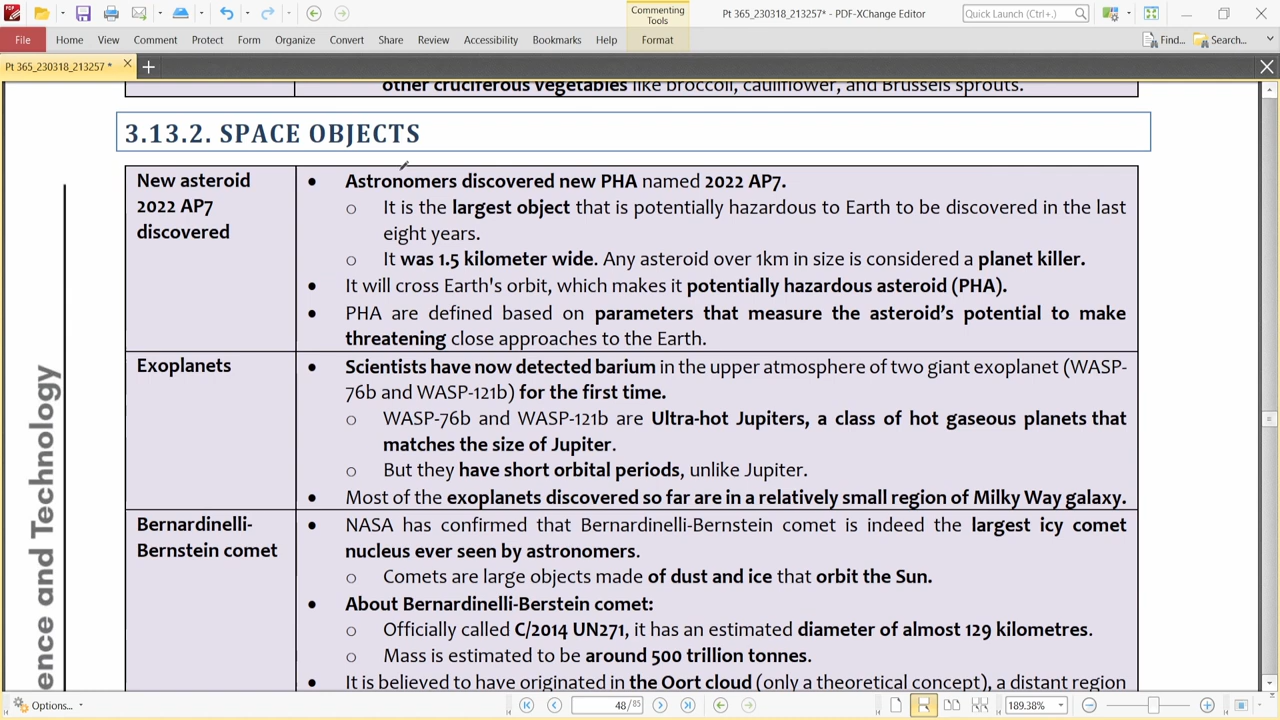 Commenting Tools
Pt 365_230318_213257* - PDF-XChange Editor
Quick Launch (Ctrl+.)
File Home View Comment Protect Form Organize Convert Share Review Accessibility Bookmarks Help Format
Find... Search...
Pt 365_230318_213257 *
other cruciferous vegetables like broccoli, cauliflower, and Brussels sprouts.
3.13.2. SPACE OBJECTS
New asteroid
2022 AP7
discovered
• Astronomers discovered new PHA named 2022 AP7.
o It is the largest object that is potentially hazardous to Earth to be discovered in the last
eight years.
o It was 1.5 kilometer wide. Any asteroid over 1km in size is considered a planet killer.
• It will cross Earth's orbit, which makes it potentially hazardous asteroid (PHA).
• PHA are defined based on parameters that measure the asteroid's potential to make
threatening close approaches to the Earth.
Exoplanets
• Scientists have now detected barium in the upper atmosphere of two giant exoplanet (WASP-
76b and WASP-121b) for the first time.
o WASP-76b and WASP-121b are Ultra-hot Jupiters, a class of hot gaseous planets that
matches the size of Jupiter.
o But they have short orbital periods, unlike Jupiter.
• Most of the exoplanets discovered so far are in a relatively small region of Milky Way galaxy.
Bernardinelli-
Bernstein comet
• NASA has confirmed that Bernardinelli-Bernstein comet is indeed the largest icy comet
nucleus ever seen by astronomers.
o Comets are large objects made of dust and ice that orbit the Sun.
• About Bernardinelli-Berstein comet:
o Officially called C/2014 UN271, it has an estimated diameter of almost 129 kilometres.
o Mass is estimated to be around 500 trillion tonnes.
• It is believed to have originated in the Oort cloud (only a theoretical concept), a distant region
ence and Technology
Options...
48 /85
189.38%